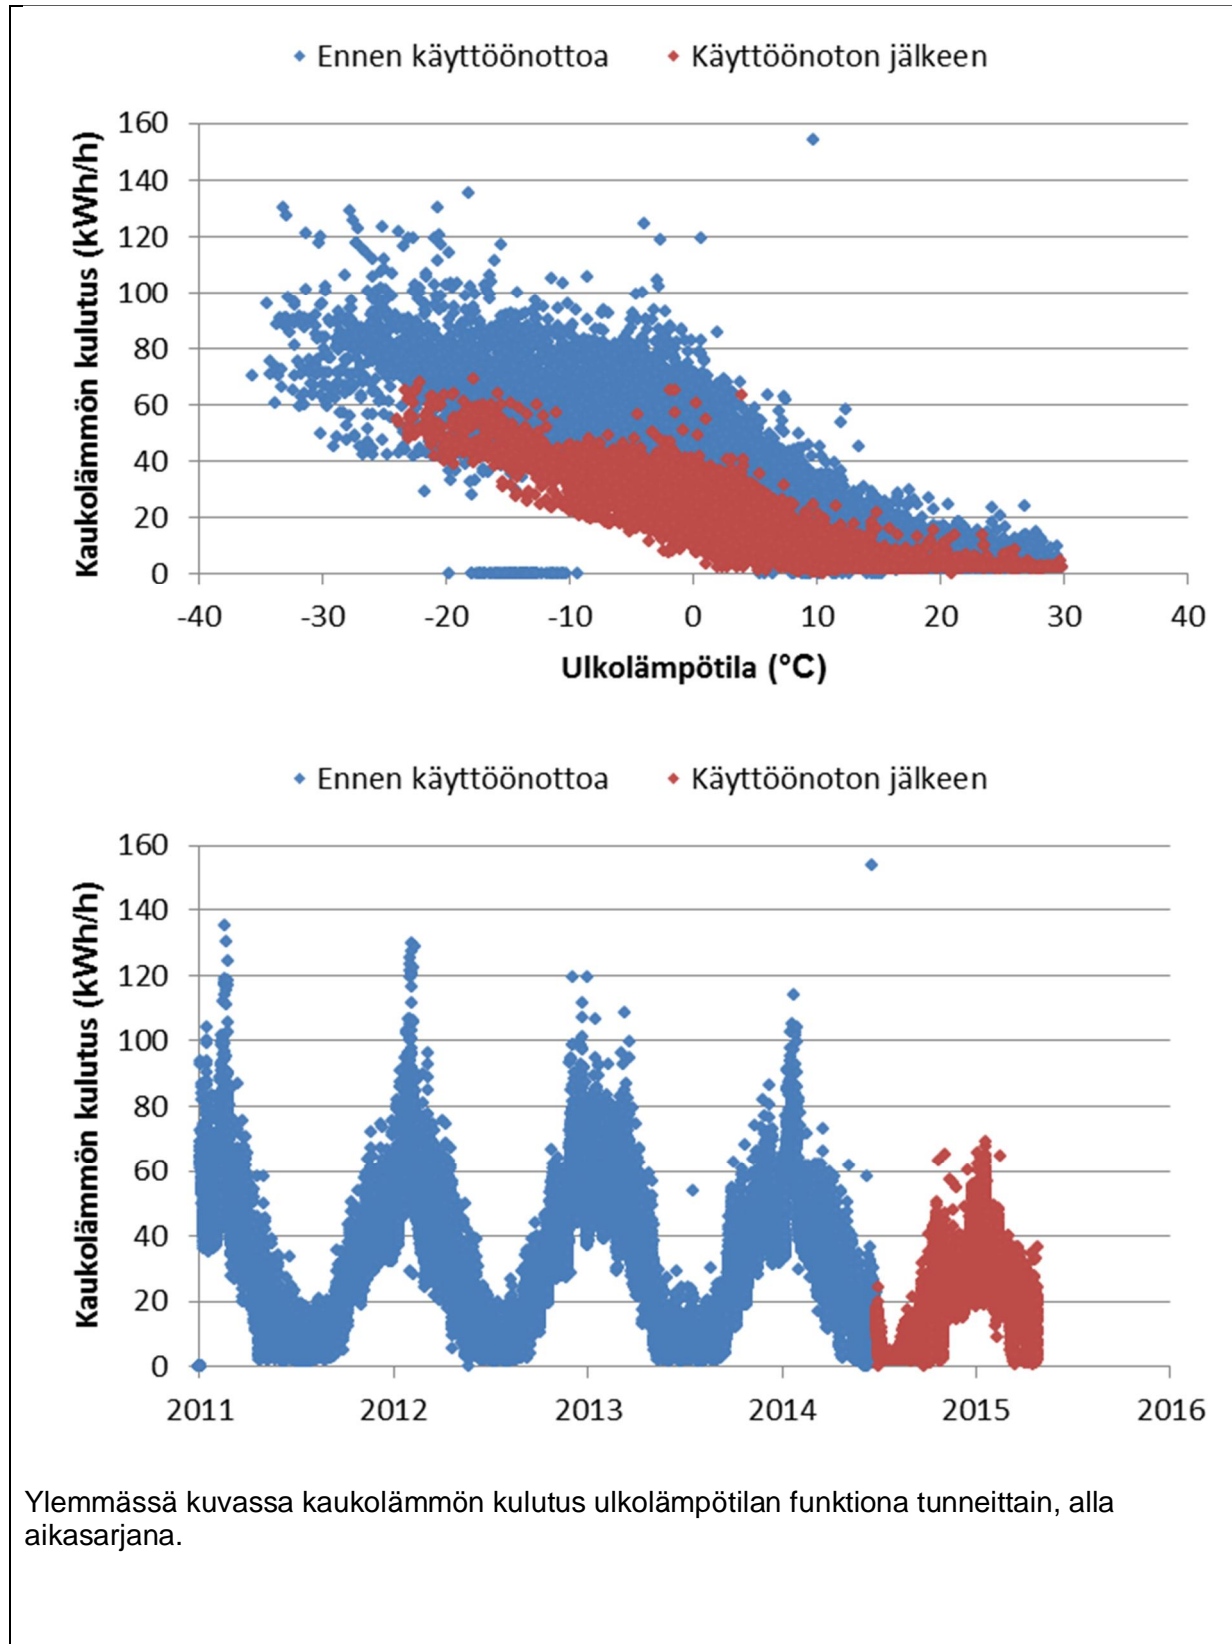 Ennen käyttöönottoa Käyttöönoton jälkeen
Kaukolämmön kulutus (kWh/h)
160
140
120
100
80
60
40
20
0
-40 -30 -20 -10 0 10 20 30 40
Ulkolämpötila (°C)
Ennen käyttöönottoa Käyttöönoton jälkeen
Kaukolämmön kulutus (kWh/h)
160
140
120
100
80
60
40
20
0
2011 2012 2013 2014 2015 2016
Ylemmässä kuvassa kaukolämmön kulutus ulkolämpötilan funktiona tunneittain, alla
aikasarjana.